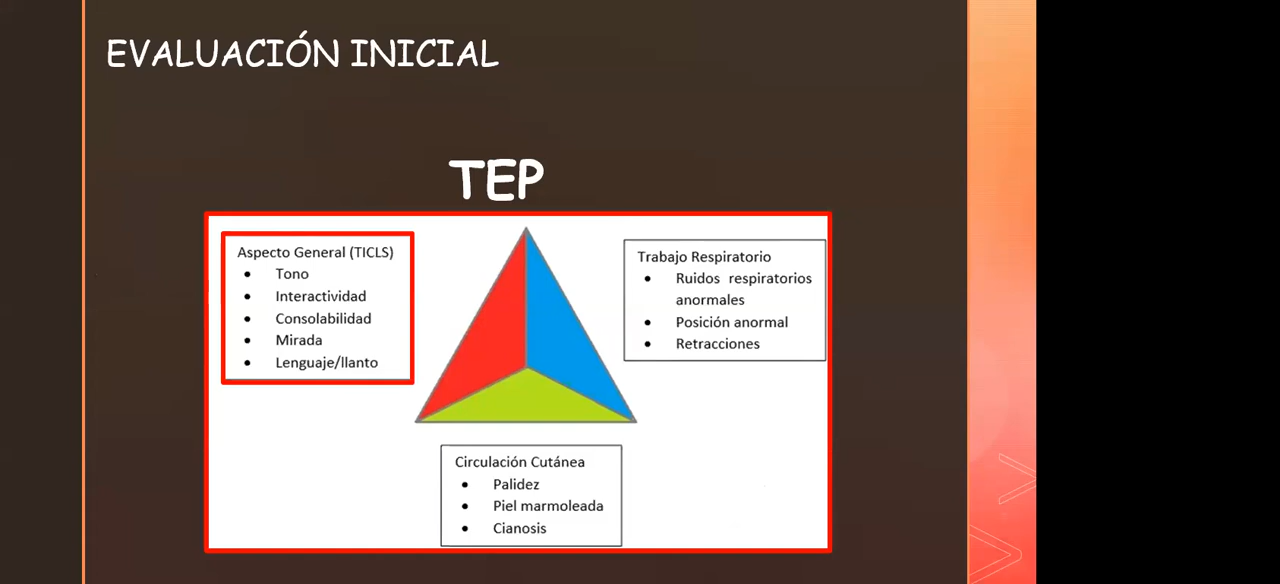 EVALUACIÓN INICIAL
TEP
Aspecto General (TICLS)
• Tono
• Interactividad
• Consolabilidad
• Mirada
• Lenguaje/llanto
Trabajo Respiratorio
• Ruidos respiratorios
anormales
• Posición anormal
• Retracciones
Circulación Cutánea
• Palidez
• Piel marmoleada
• Cianosis